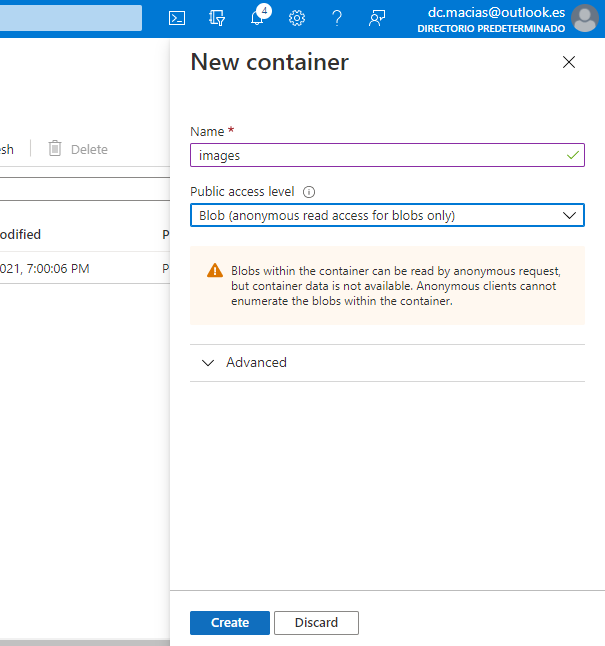 4
dc.macias@outlook.es
DIRECTORIO PREDETERMINADO
New container
sh
Delete
Name *
images
Public access level
Blob (anonymous read access for blobs only)
odified
P
021, 7:00:06 PM
P
Blobs within the container can be read by anonymous request,
but container data is not available. Anonymous clients cannot
enumerate the blobs within the container.
Advanced
Create
Discard